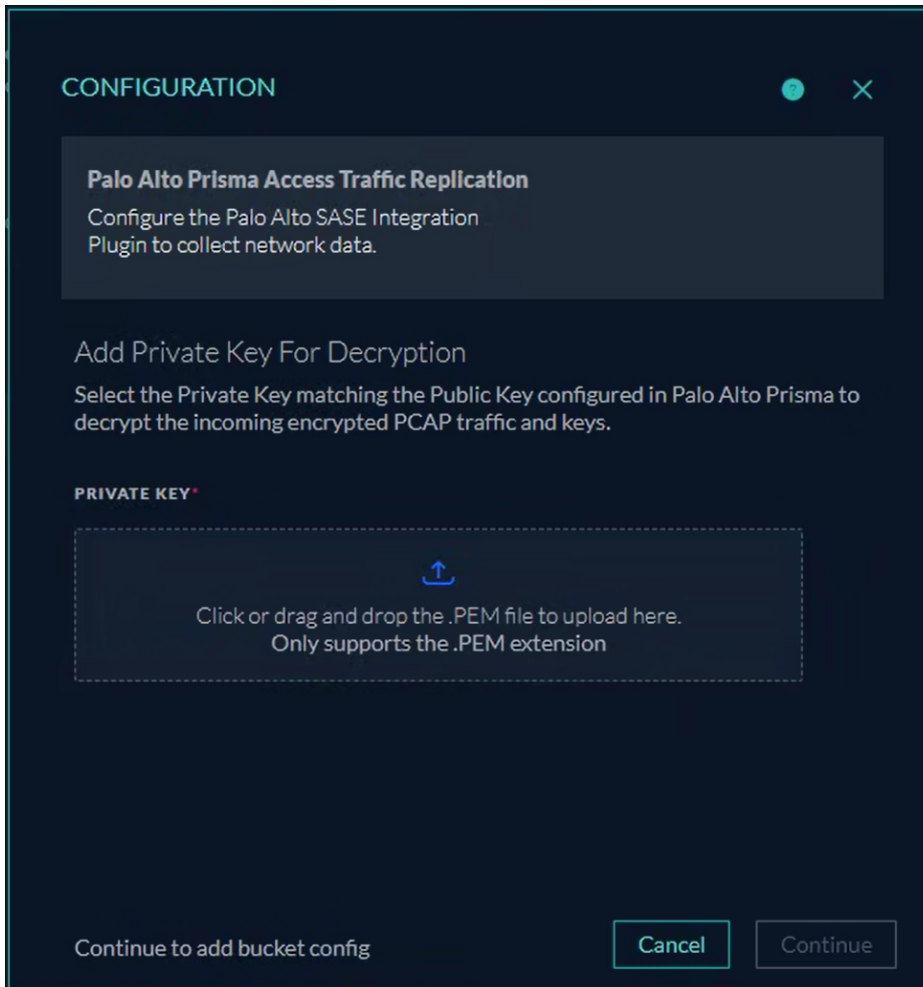 CONFIGURATION
?
Palo Alto Prisma Access Traffic Replication
Configure the Palo Alto SASE Integration
Plugin to collect network data.
Add Private Key For Decryption
Select the Private Key matching the Public Key configured in Palo Alto Prisma to
decrypt the incoming encrypted PCAP traffic and keys.
PRIVATE KEY*
Click or drag and drop the .PEM file to upload here.
Only supports the .PEM extension
Continue to add bucket config
Cancel
Continue